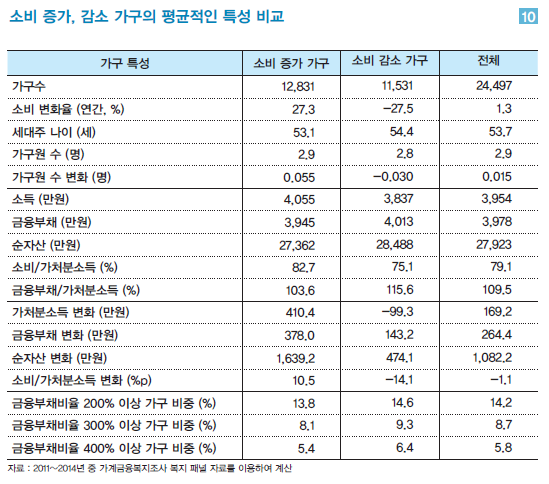 소비 증가, 감소 가구의 평균적인 특성 비교 10
가구 특성 소비 증가 가구 소비 감소 가구 전체
가구수 12,831 11,531 24,497
소비 변화율 (연간, %) 27.3 -27.5 1.3
세대주 나이 (세) 53.1 54.4 53.7
가구원 수 (명) 2.9 2.8 2.9
가구원 수 변화 (명) 0.055 -0.030 0.015
소득 (만원) 4,055 3,837 3,954
금융부채 (만원) 3,945 4,013 3,978
순자산 (만원) 27,362 28,488 27,923
소비/가처분소득 (%) 82.7 75.1 79.1
금융부채/가처분소득 (%) 103.6 115.6 109.5
가처분소득 변화 (만원) 410.4 -99.3 169.2
금융부채 변화 (만원) 378.0 143.2 264.4
순자산 변화 (만원) 1,639.2 474.1 1,082.2
소비/가처분소득 변화 (%p) 10.5 -14.1 -1.1
금융부채비율 200% 이상 가구 비중 (%) 13.8 14.6 14.2
금융부채비율 300% 이상 가구 비중 (%) 8.1 9.3 8.7
금융부채비율 400% 이상 가구 비중 (%) 5.4 6.4 5.8
자료 : 2011~2014년 중 가계금융복지조사 복지 패널 자료를 이용하여 계산